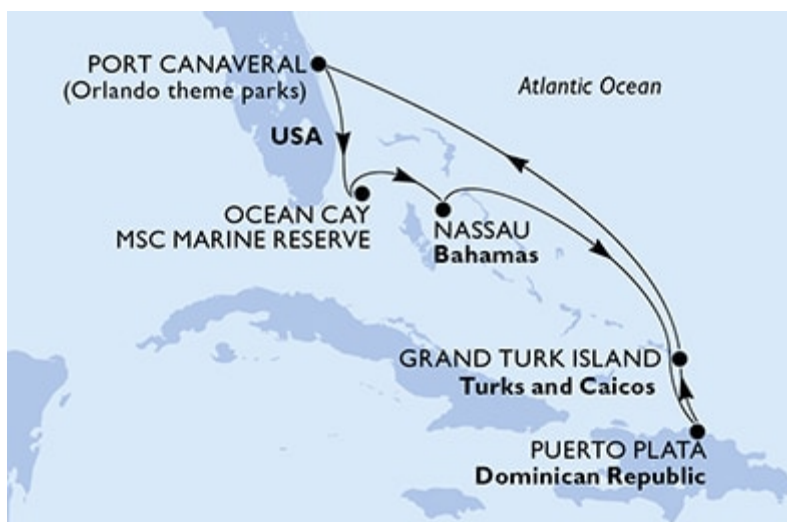 PORT CANAVERAL
(Orlando theme parks)
Atlantic Ocean
USA
OCEAN CAY
MSC MARINE RESERVE
NASSAU
Bahamas
GRAND TURK ISLAND
Turks and Caicos
PUERTO PLATA
Dominican Republic